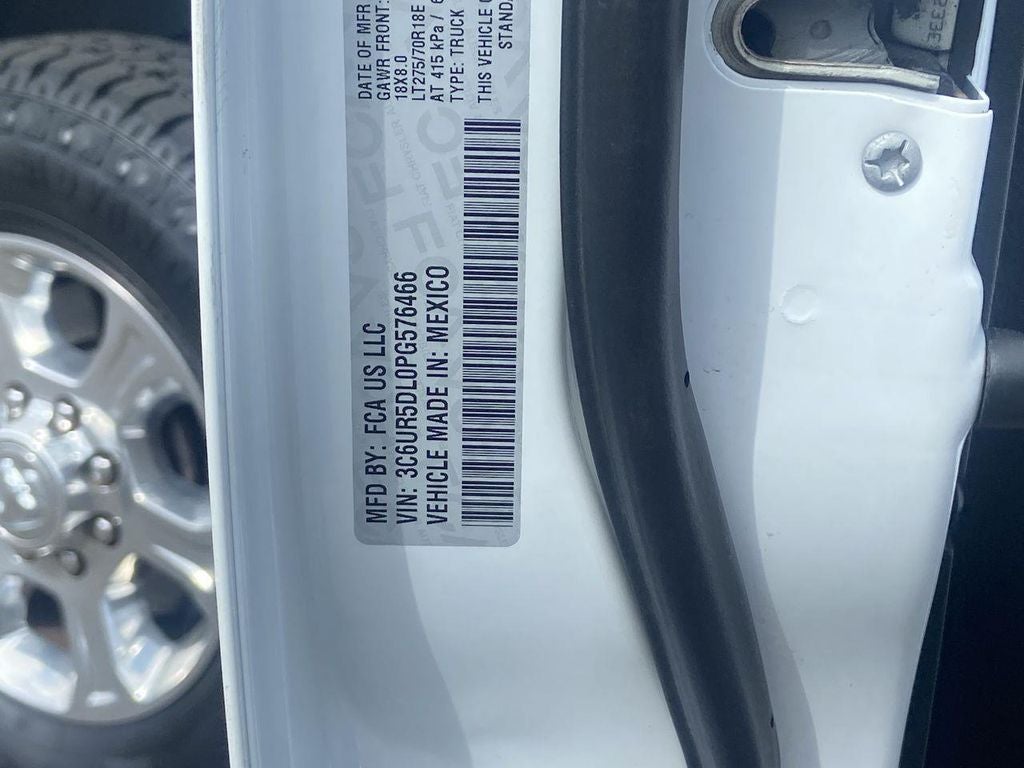 MFD BY: FCA US LLC
VIN: 3C6UR5DL0PG576466
VEHICLE MADE IN: MEXICO
DATE OF MFR
GAWR FRONT:
18X8.0
LT275/70R18E
AT 415 kPa /
TYPE: TRUCK
THIS VEHICLE
STANDA